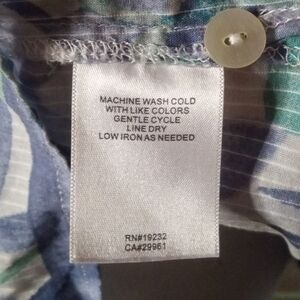 MACHINE WASH COLD
WITH LIKE COLORS
GENTLE CYCLE
LINE DRY
LOW IRON AS NEEDED
RN#19232
CA#29961